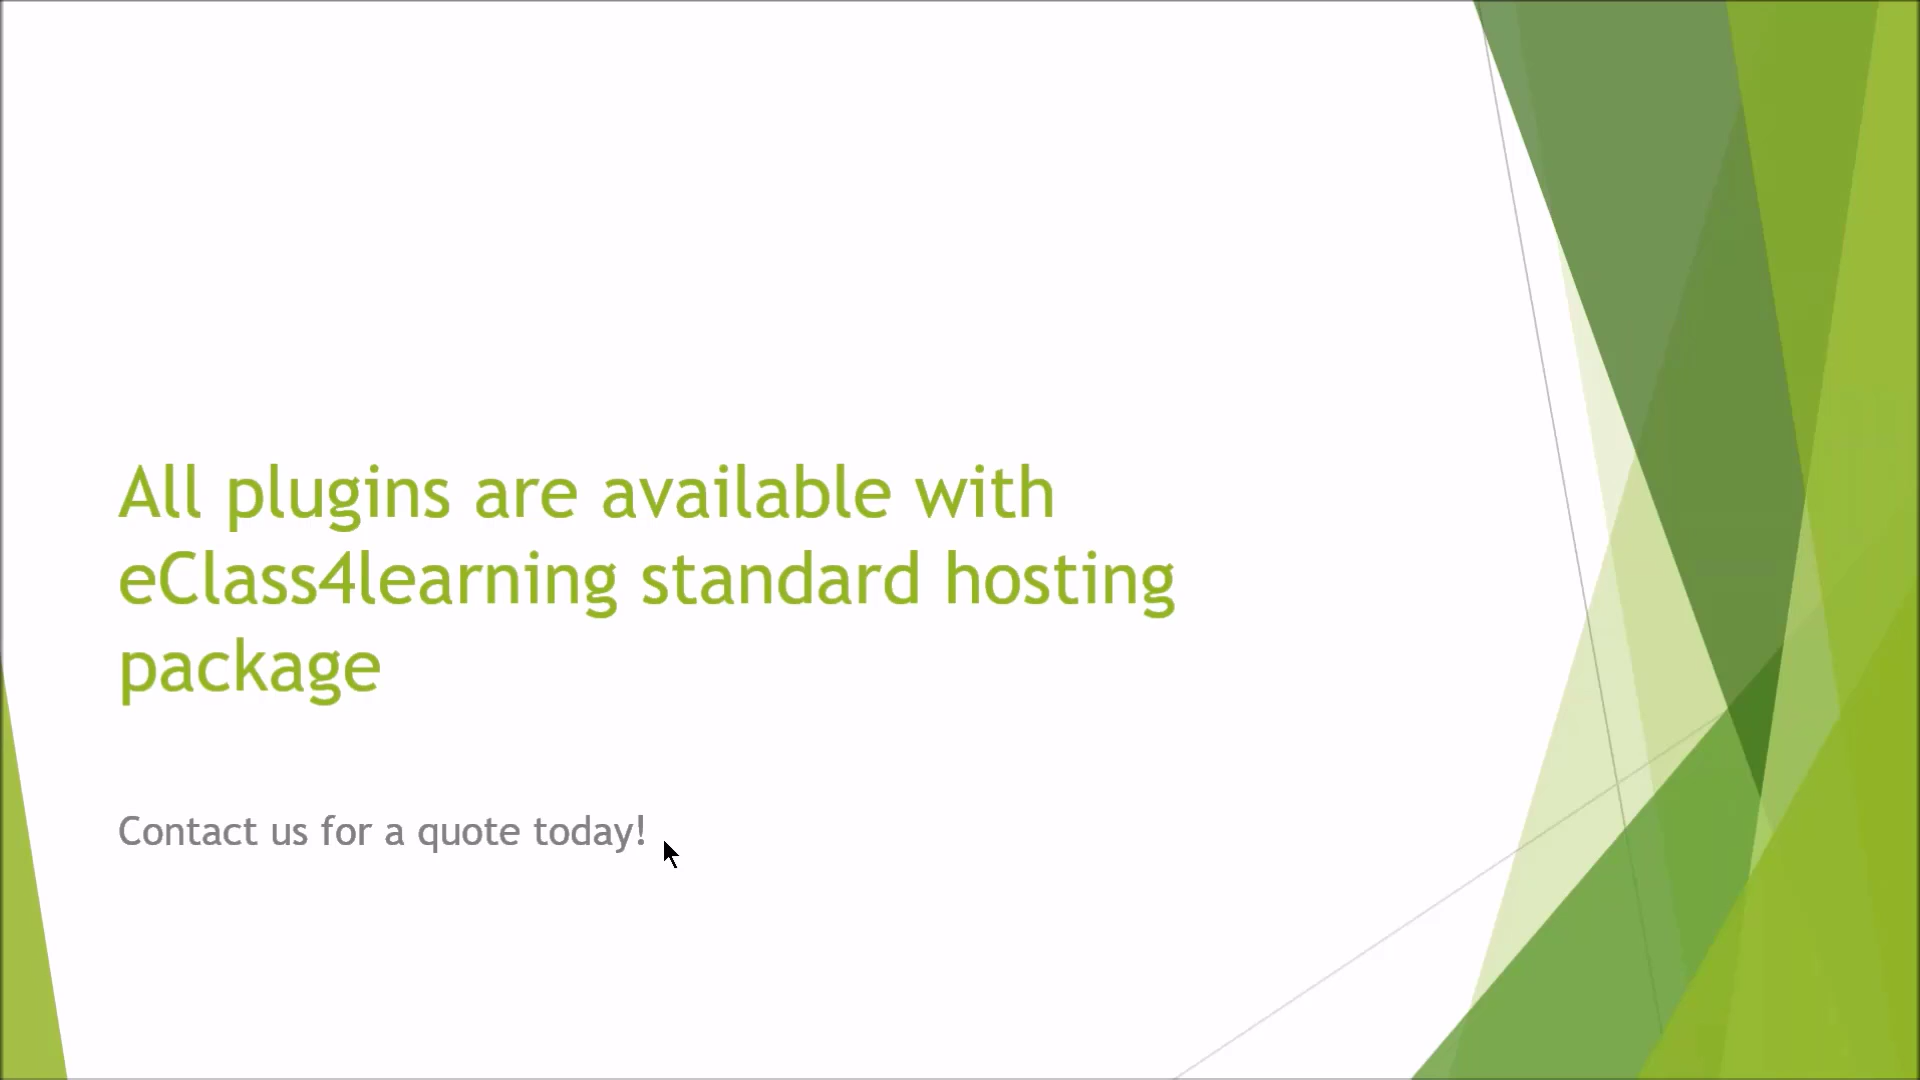 All plugins are available with
eClass4learning standard hosting
package
Contact us for a quote today!